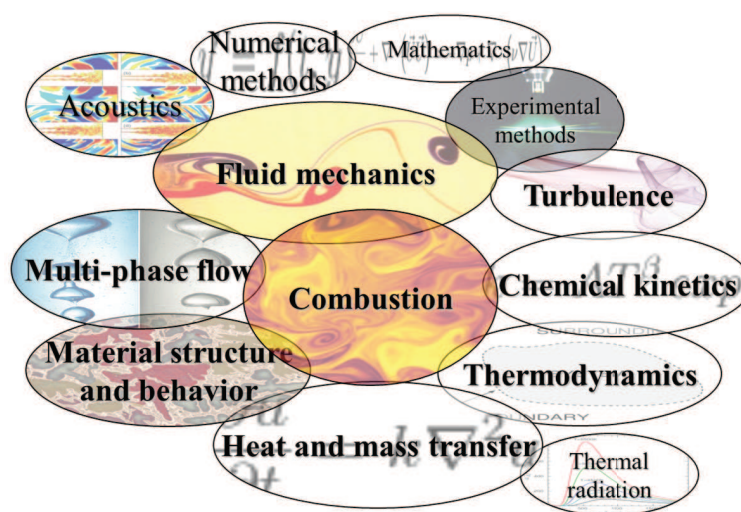 Numerical
methods
Mathematics
Acoustics
Experimental
methods
Fluid mechanics
Turbulence
Multi-phase flow
Combustion
Chemical kinetics
Material structure
and behavior
Thermodynamics
Heat and mass transfer
Thermal
radiation